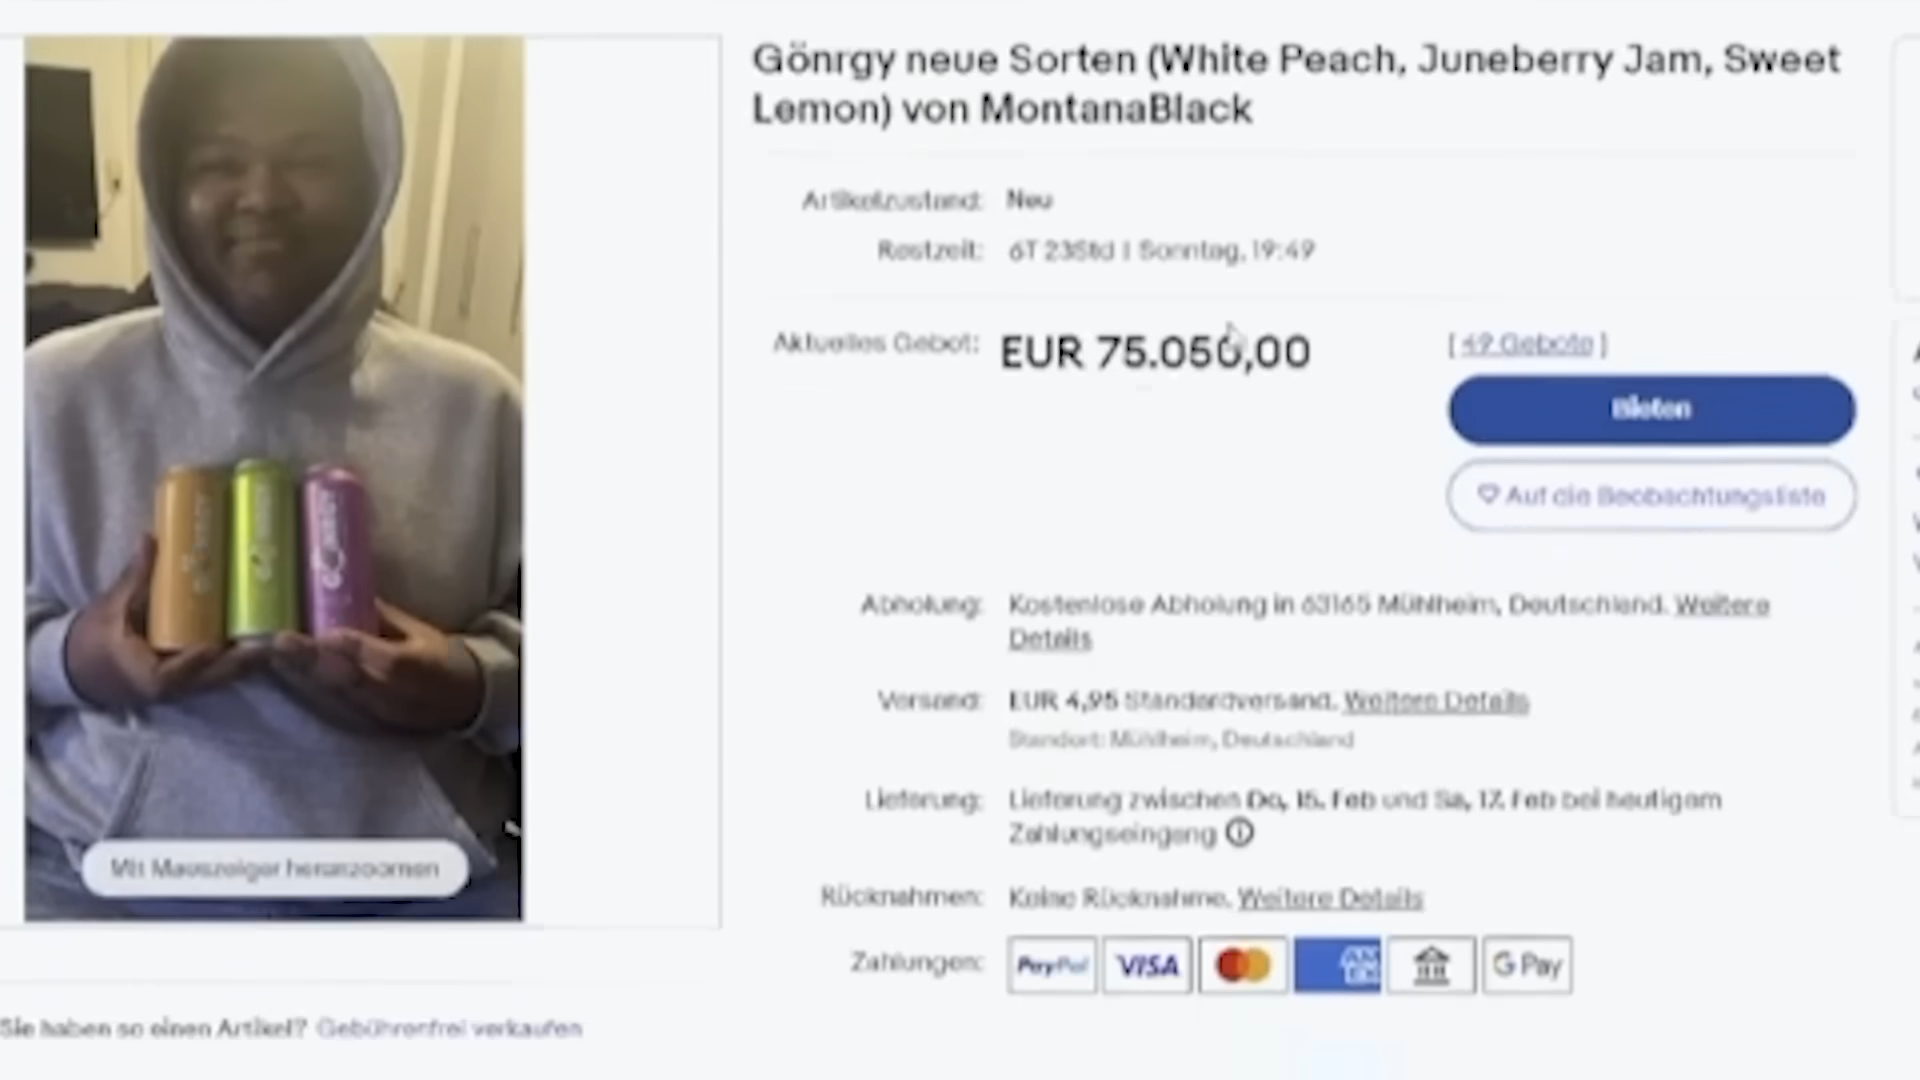 Gönrgy neue Sorten (White Peach, Juneberry Jam, Sweet
Lemon) von MontanaBlack
Artikelzustand: Neu
Restzeit: 6T 23Std | Sonntag, 19:49
Aktuelles Gebot: EUR 75.050,00
[ 49 Gebote ]
Bieten
Auf die Beobachtungsliste
Abholung: Kostenlose Abholung in 63165 Mühlheim, Deutschland. Weitere
Details
Versand: EUR 4,95 Standardversand. Weitere Details
Standort: Mühlheim, Deutschland
Lieferung: Lieferung zwischen Do, 15. Feb und Sa, 17. Feb bei heutigem
Zahlungseingang
Rücknahmen: Keine Rücknahme. Weitere Details
Zahlungen: PayPal VISA G Pay
Mit Mauszeiger heranzoomen
Sie haben so einen Artikel? Gebührenfrei verkaufen